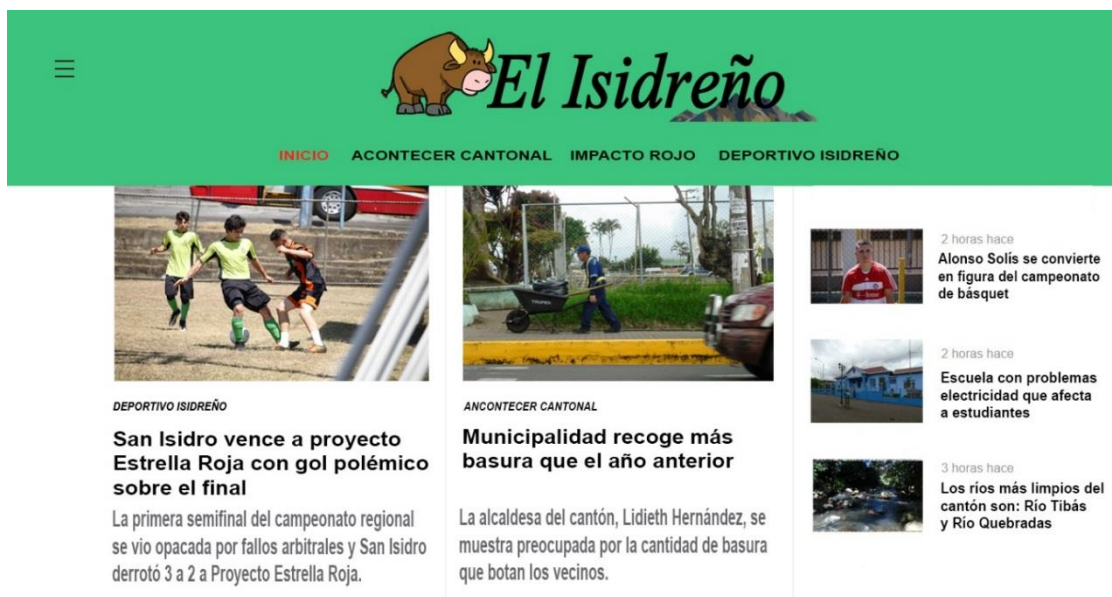 El Isidreño
INICIO ACONTECER CANTONAL IMPACTO ROJO DEPORTIVO ISIDREÑO
TRUPER
DEPORTIVO ISIDREÑO
San Isidro vence a proyecto
Estrella Roja con gol polémico
sobre el final
La primera semifinal del campeonato regional
se vio opacada por fallos arbitrales y San Isidro
derrotó 3 a 2 a Proyecto Estrella Roja.
ANCONTECER CANTONAL
Municipalidad recoge más
basura que el año anterior
La alcaldesa del cantón, Lidieth Hernández, se
muestra preocupada por la cantidad de basura
que botan los vecinos.
2 horas hace
Alonso Solís se convierte
en figura del campeonato
de básquet
2 horas hace
Escuela con problemas
electricidad que afecta
a estudiantes
3 horas hace
Los ríos más limpios del
cantón son: Río Tibás
y Río Quebradas